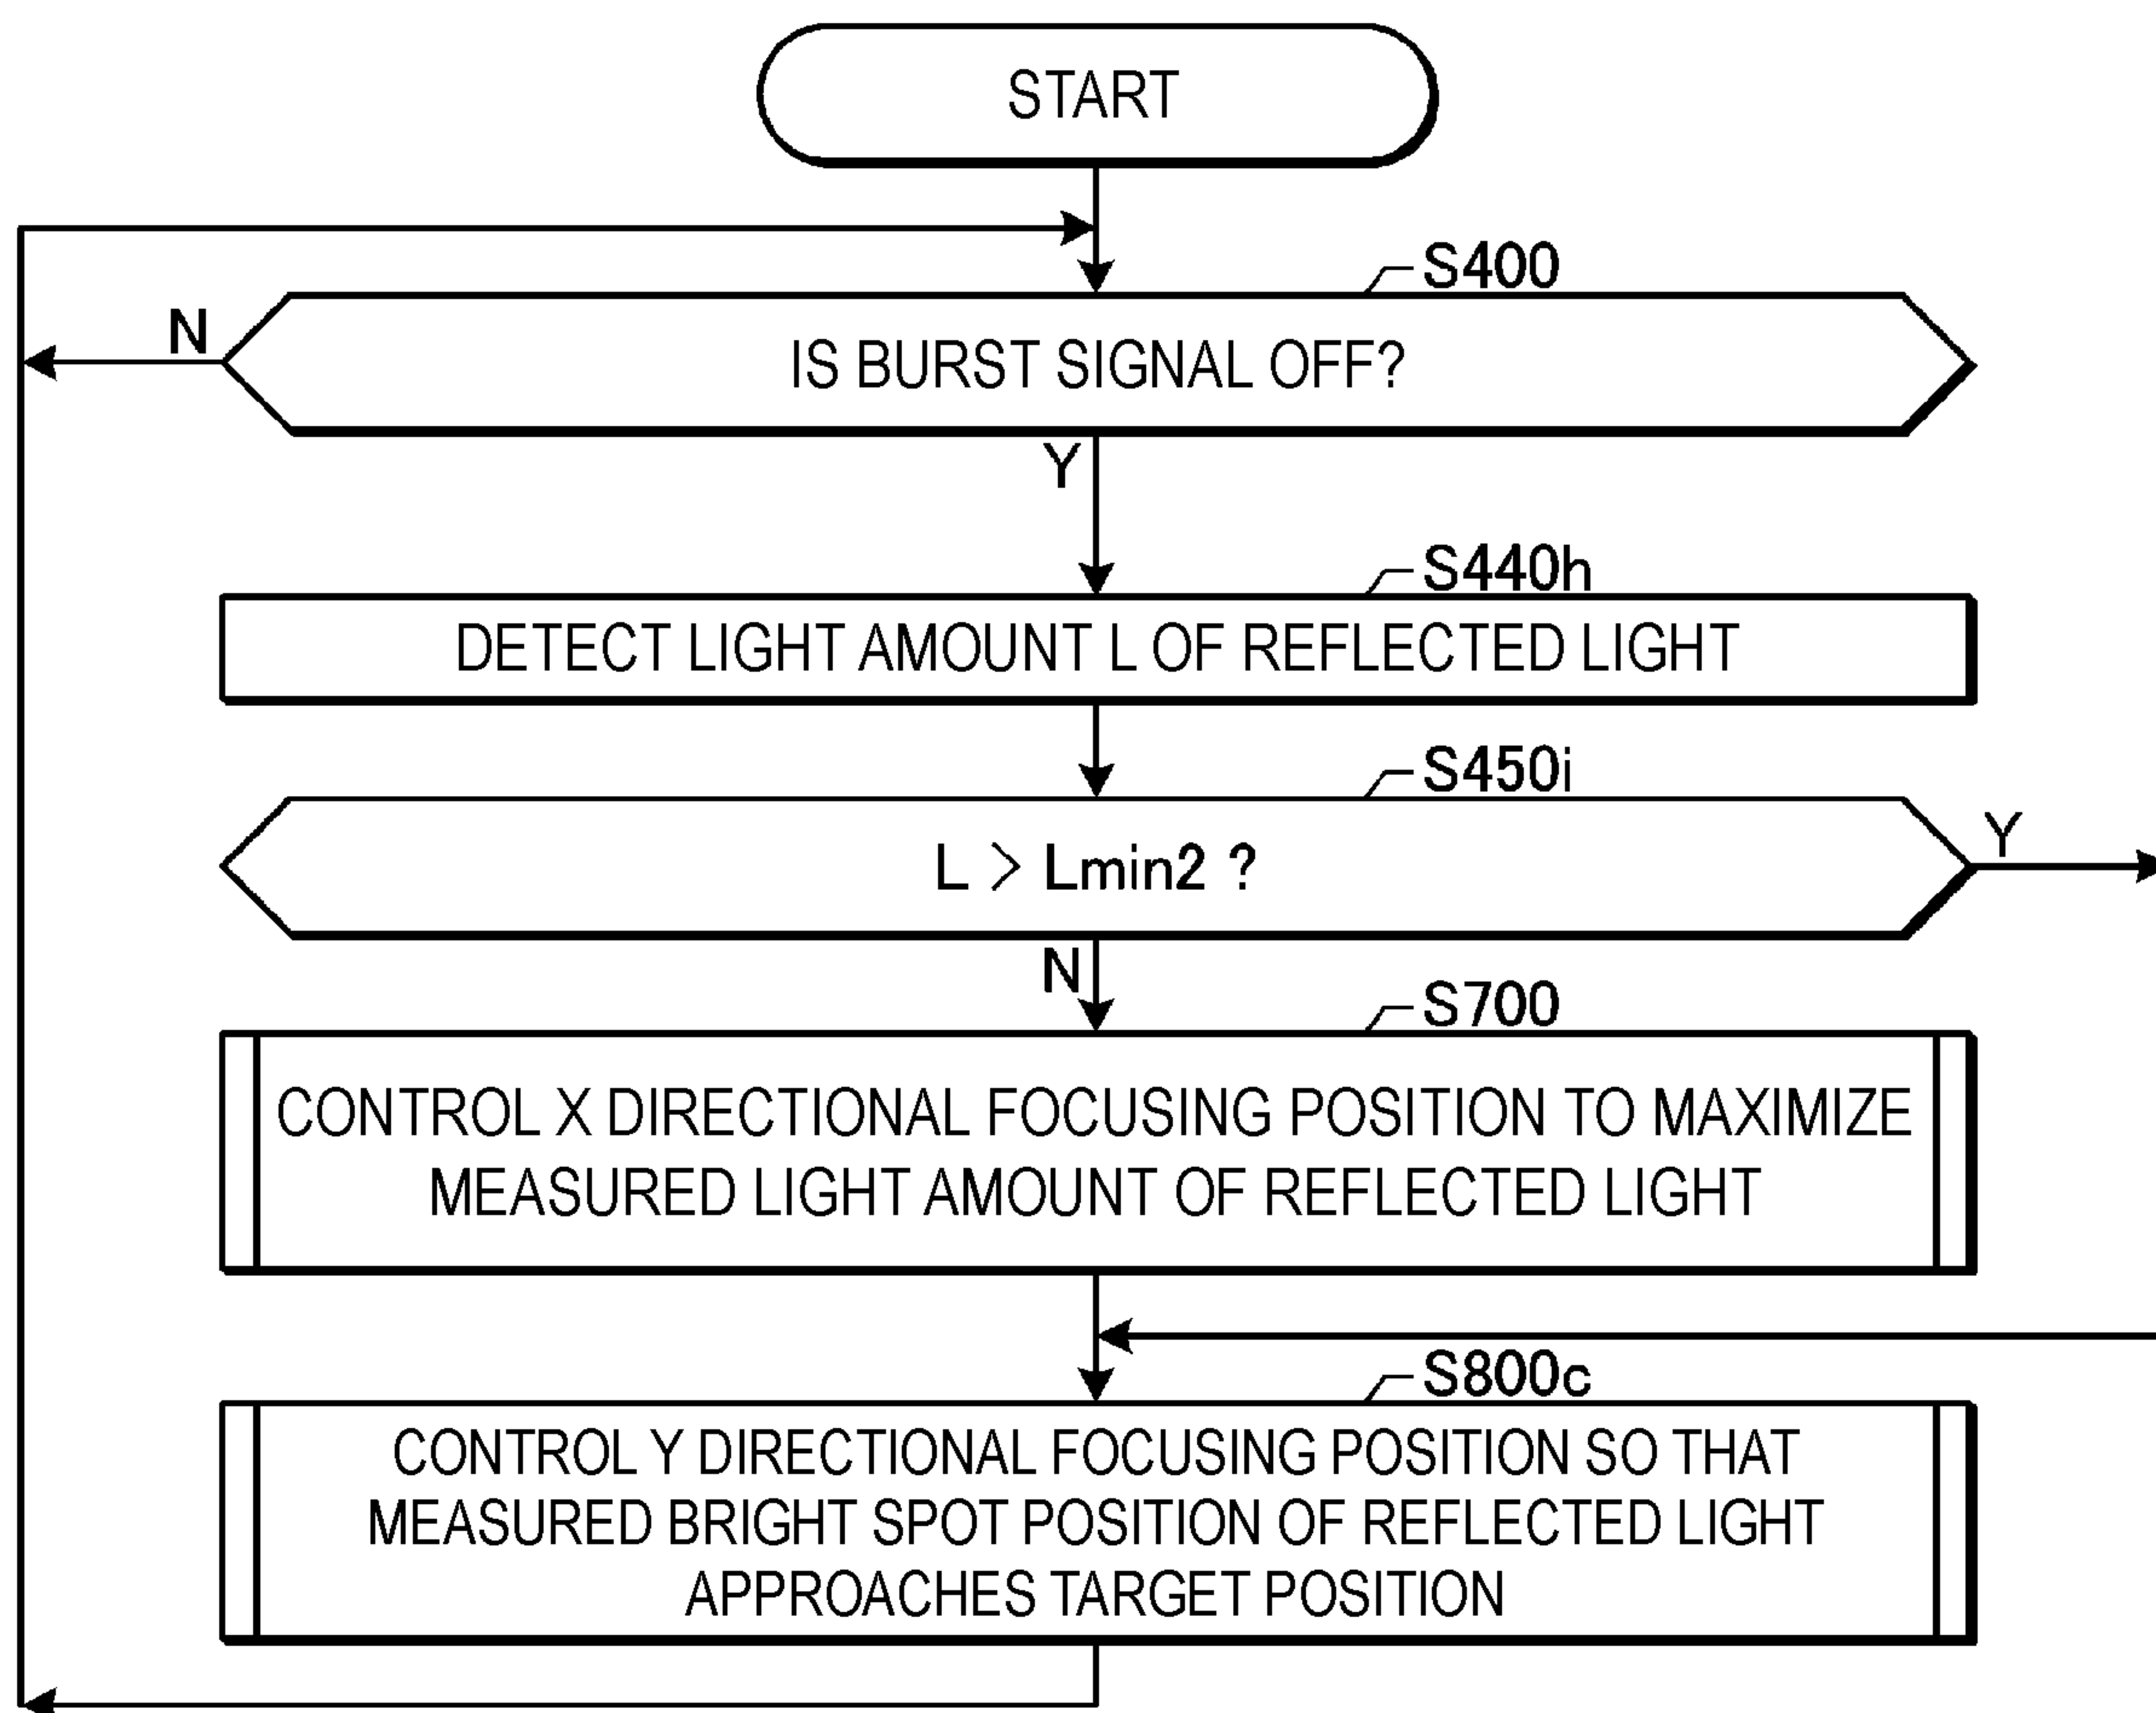 START
S400
N
IS BURST SIGNAL OFF?
Y
S440h
DETECT LIGHT AMOUNT L OF REFLECTED LIGHT
S450i
L > Lmin2 ?
Y
N
S700
CONTROL X DIRECTIONAL FOCUSING POSITION TO MAXIMIZE
MEASURED LIGHT AMOUNT OF REFLECTED LIGHT
S800c
CONTROL Y DIRECTIONAL FOCUSING POSITION SO THAT
MEASURED BRIGHT SPOT POSITION OF REFLECTED LIGHT
APPROACHES TARGET POSITION